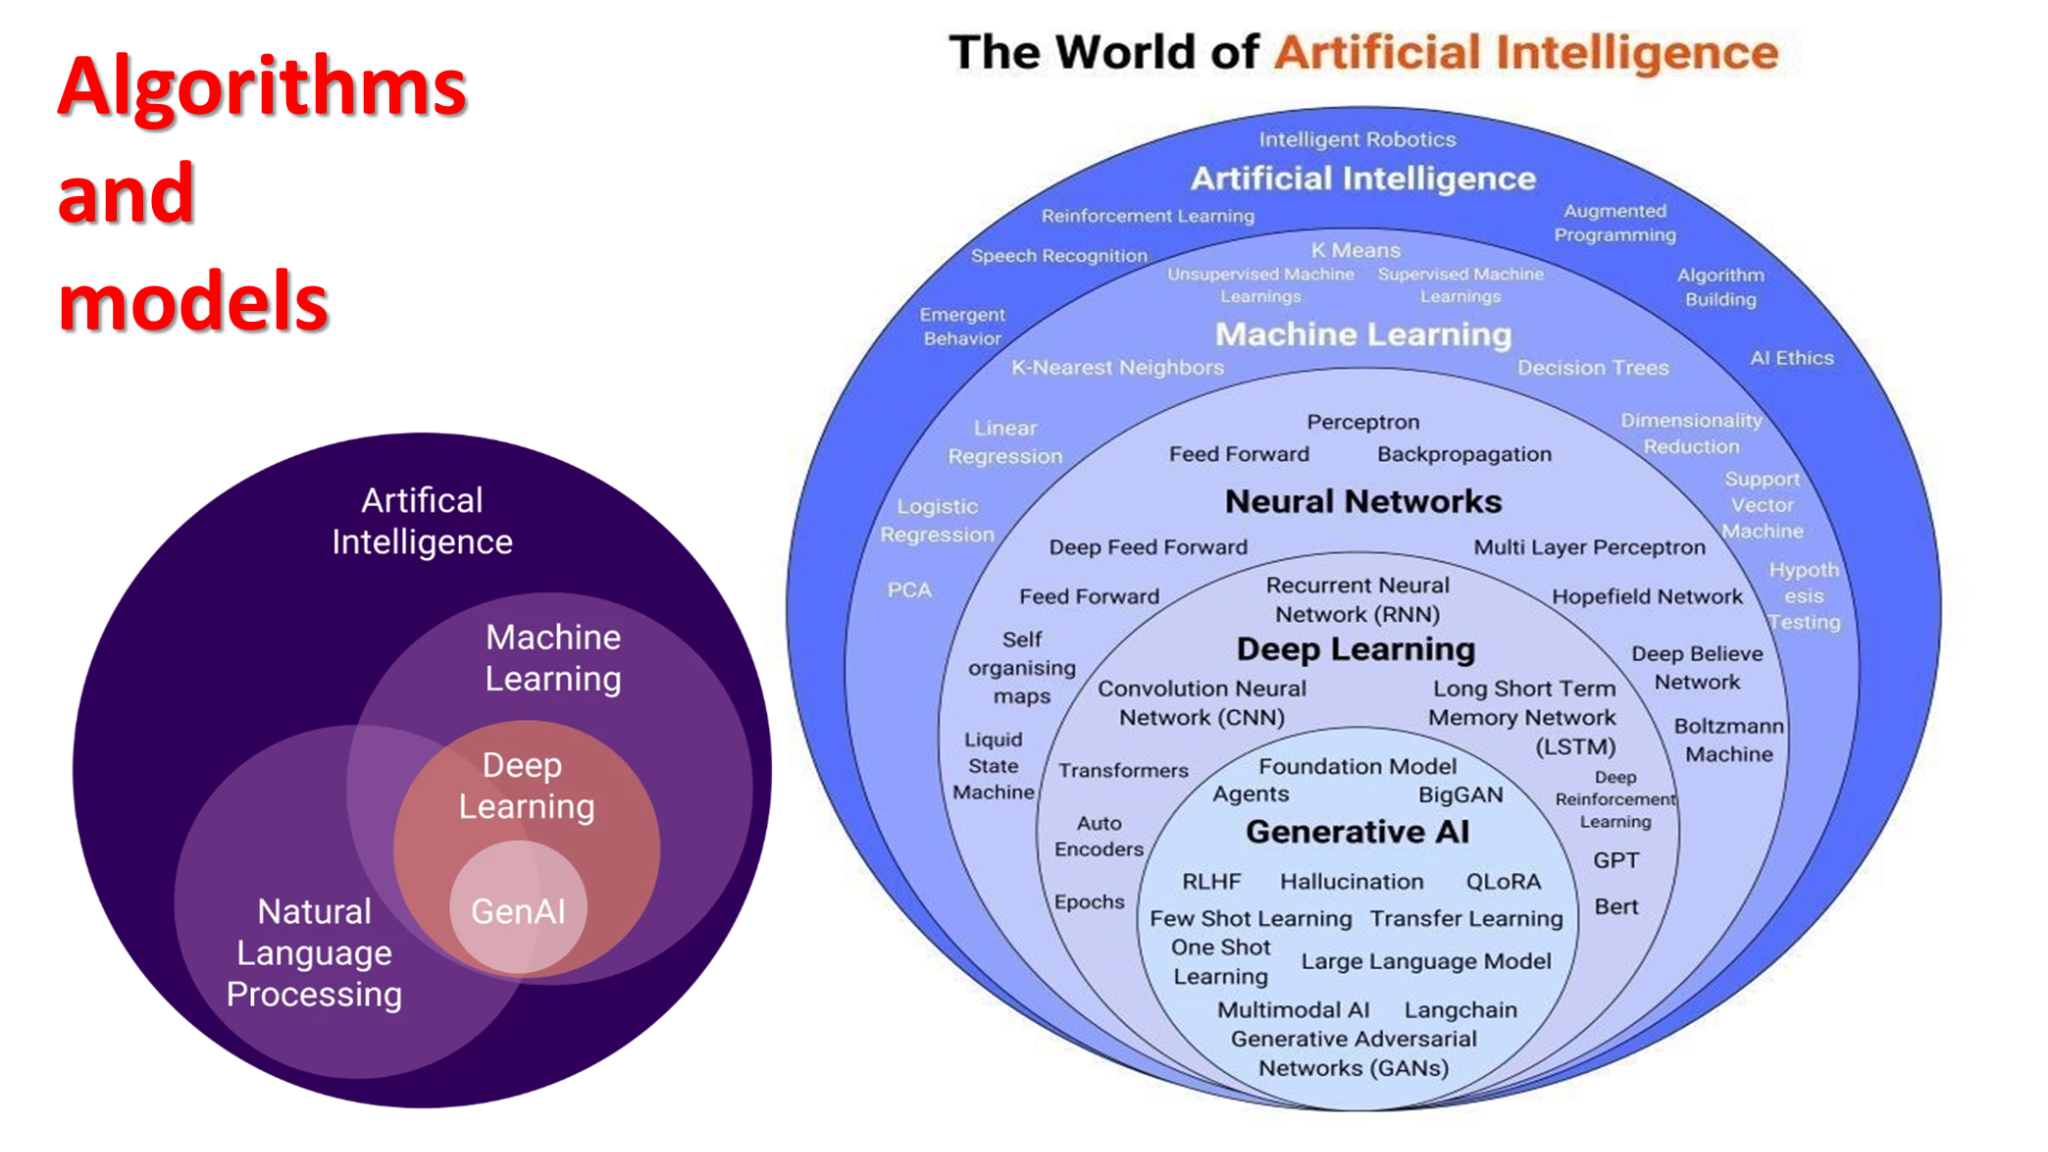 Algorithms
and
models
Artifical
Intelligence
Machine
Learning
Deep
Learning
GenAI
Natural
Language
Processing
The World of Artificial Intelligence
Intelligent Robotics
Artificial Intelligence
Reinforcement Learning
Augmented
Programming
Speech Recognition
Algorithm
Building
Emergent
Behavior
AI Ethics
K Means
Unsupervised Machine
Learnings
Supervised Machine
Learnings
Machine Learning
K-Nearest Neighbors
Decision Trees
Linear
Regression
Dimensionality
Reduction
Logistic
Regression
Support
Vector
Machine
PCA
Hypoth
esis
Testing
Perceptron
Feed Forward
Backpropagation
Neural Networks
Deep Feed Forward
Multi Layer Perceptron
Feed Forward
Hopefield Network
Self
organising
maps
Deep Believe
Network
Liquid
State
Machine
Boltzmann
Machine
Recurrent Neural
Network (RNN)
Deep Learning
Convolution Neural
Network (CNN)
Long Short Term
Memory Network
(LSTM)
Transformers
Deep
Reinforcement
Learning
Auto
Encoders
GPT
Epochs
Bert
Foundation Model
Agents
BigGAN
Generative AI
RLHF
Hallucination
QLoRA
Few Shot Learning
Transfer Learning
One Shot
Learning
Large Language Model
Multimodal AI
Langchain
Generative Adversarial
Networks (GANs)